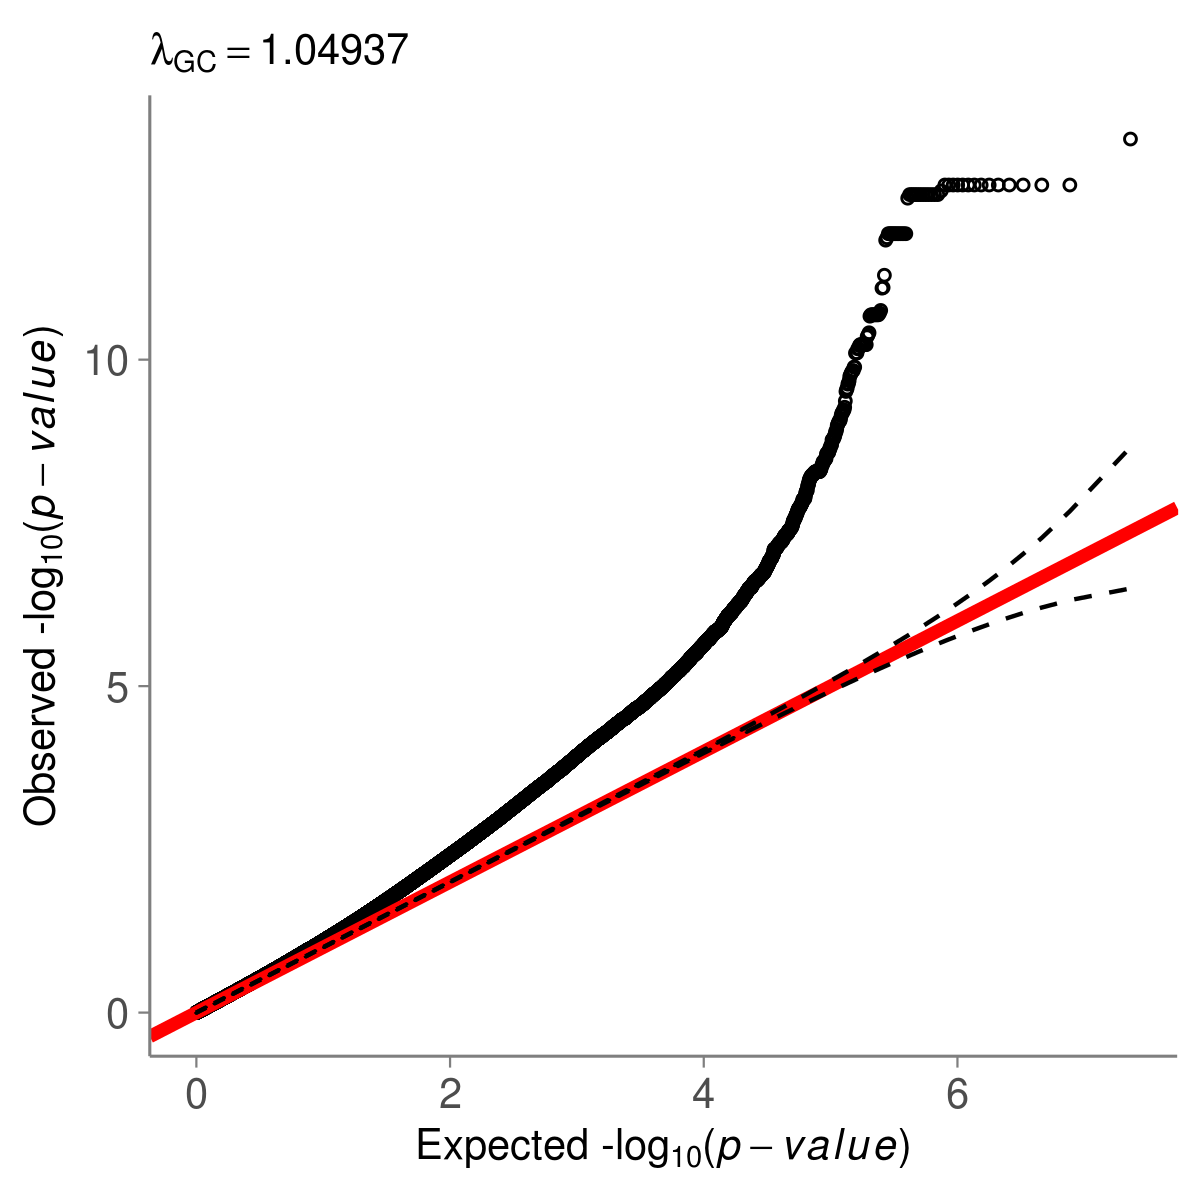 λGC = 1.04937
Observed -log10(p − value)
10
5
0
0 2 4 6
Expected -log10(p − value)